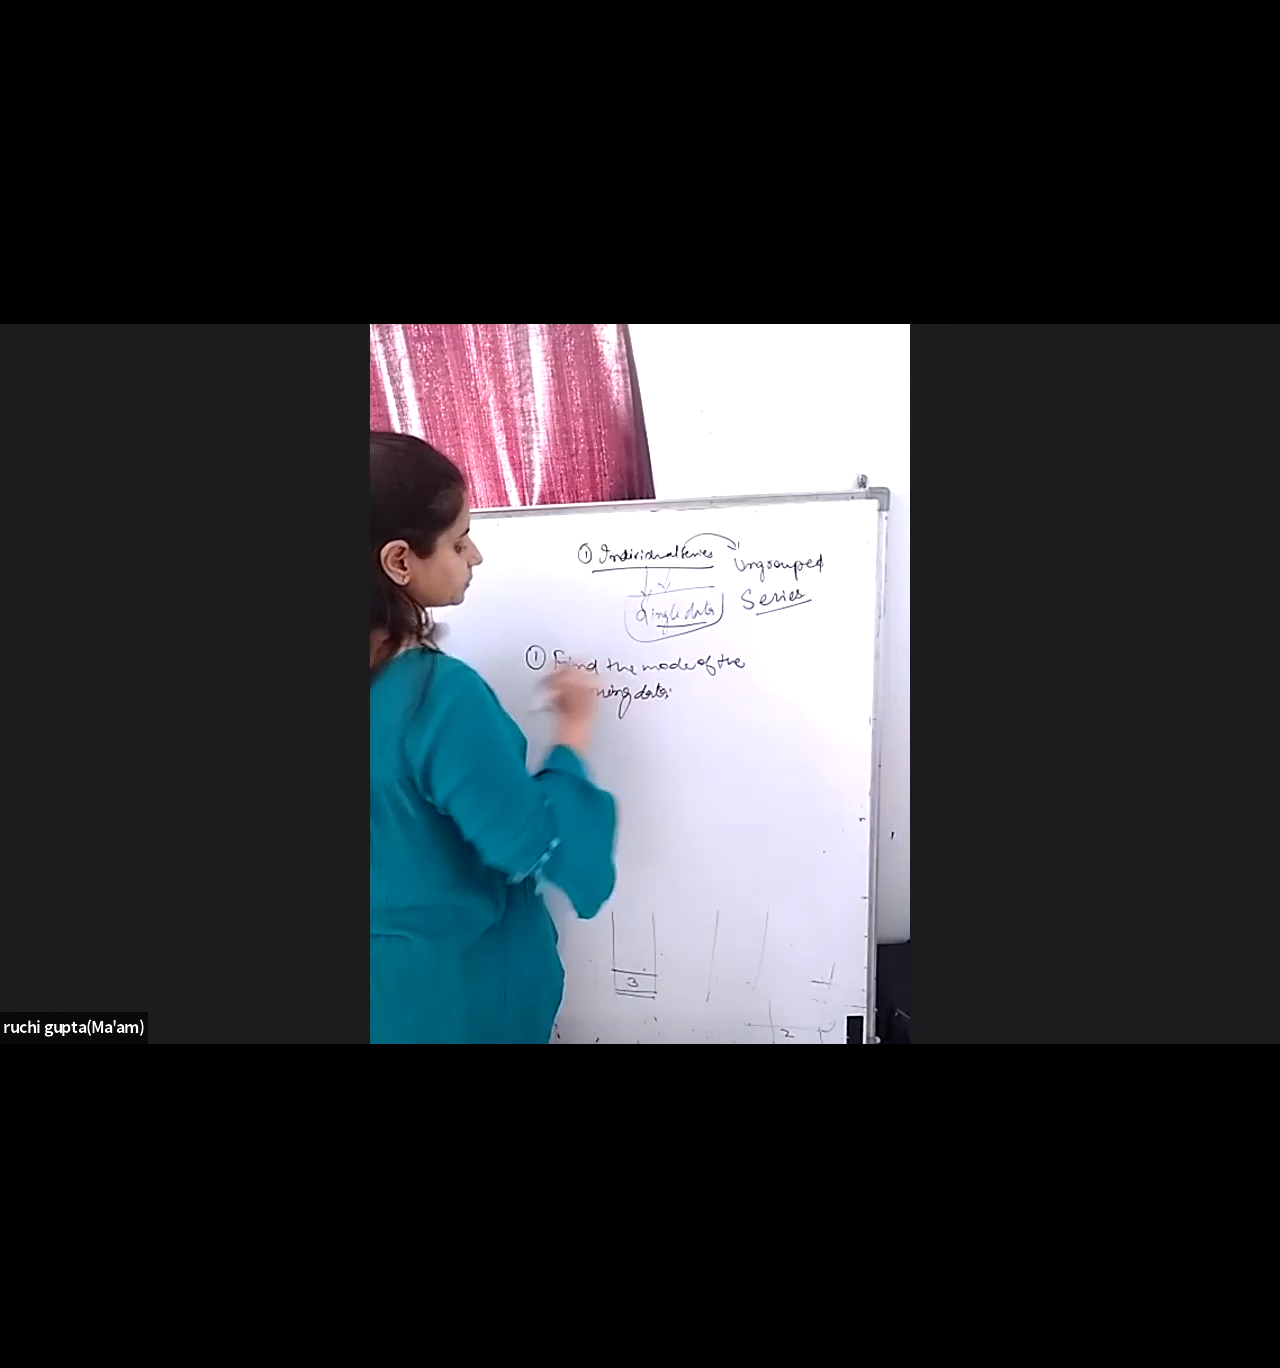 ① Individual Series
Ungrouped
Series
Single data
① Find the mode of the
data:
3
2
ruchi gupta(Ma'am)